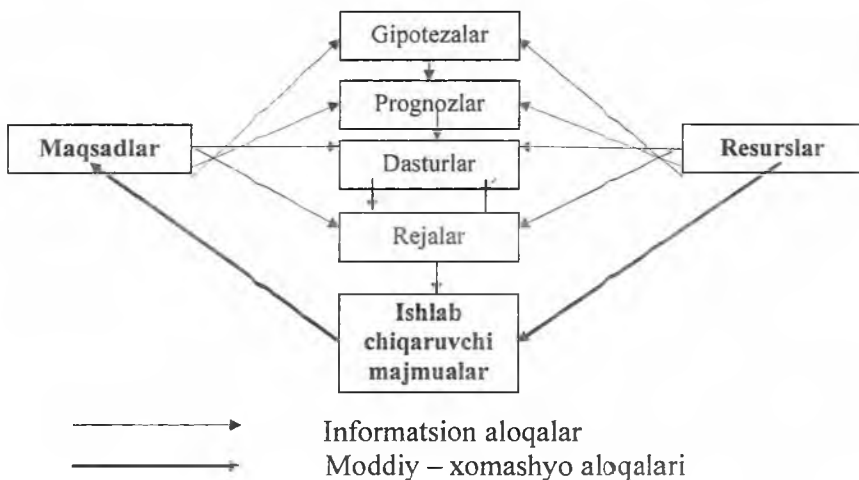 Gipotezalar
Prognozlar
Maqsadlar
Resurslar
Dasturlar
Rejalar
Ishlab
chiqaruvchi
majmualar
Informatsion aloqalar
Moddiy – xomashyo aloqalari